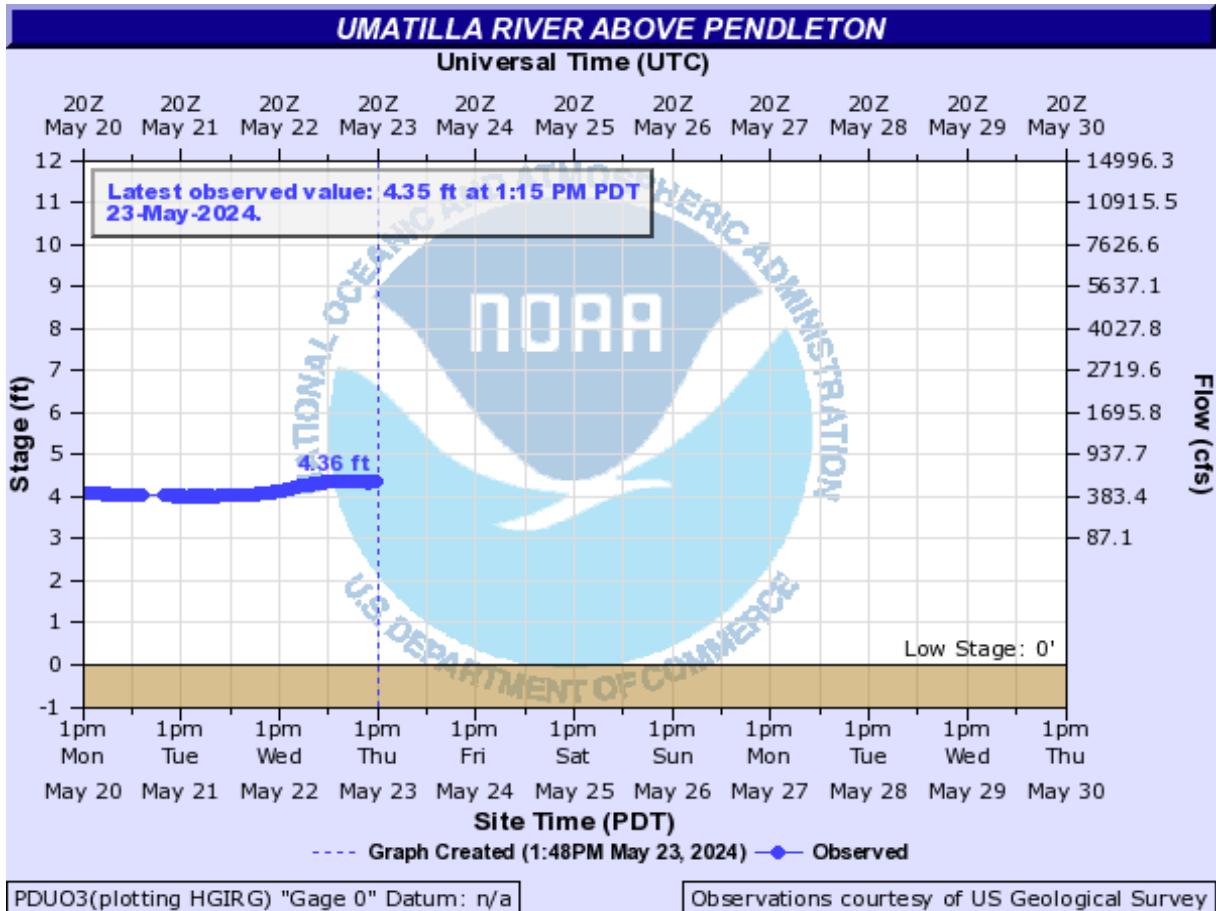 UMATILLA RIVER ABOVE PENDLETON
Universal Time (UTC)
20Z 20Z 20Z 20Z 20Z 20Z 20Z 20Z 20Z 20Z 20Z
May 20 May 21 May 22 May 23 May 24 May 25 May 26 May 27 May 28 May 29 May 30
Latest observed value: 4.35 ft at 1:15 PM PDT
23-May-2024.
12 14996.3
11 10915.5
10 7626.6
9 5637.1
8 4027.8
7 2719.6
6 1695.8
5 937.7
4 383.4
3 87.1
2
1
0
-1
Stage (ft)
Flow (cfs)
4.36 ft
NATIONAL OCEANIC AND ATMOSPHERIC ADMINISTRATION
NOAA
U.S. DEPARTMENT OF COMMERCE
Low Stage: 0'
1pm 1pm 1pm 1pm 1pm 1pm 1pm 1pm 1pm 1pm 1pm
Mon Tue Wed Thu Fri Sat Sun Mon Tue Wed Thu
May 20 May 21 May 22 May 23 May 24 May 25 May 26 May 27 May 28 May 29 May 30
Site Time (PDT)
Graph Created (1:48PM May 23, 2024) Observed
PDUO3(plotting HGIRG) "Gage 0" Datum: n/a
Observations courtesy of US Geological Survey